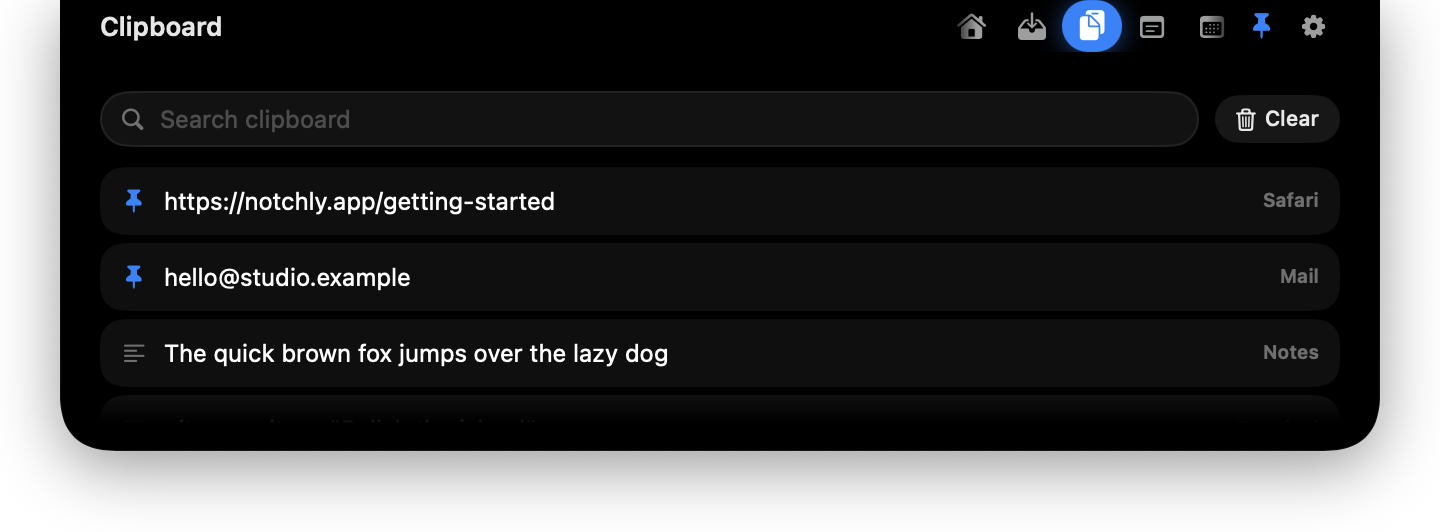 Clipboard
Search clipboard
Clear
https://notchly.app/getting-started
Safari
hello@studio.example
Mail
The quick brown fox jumps over the lazy dog
Notes